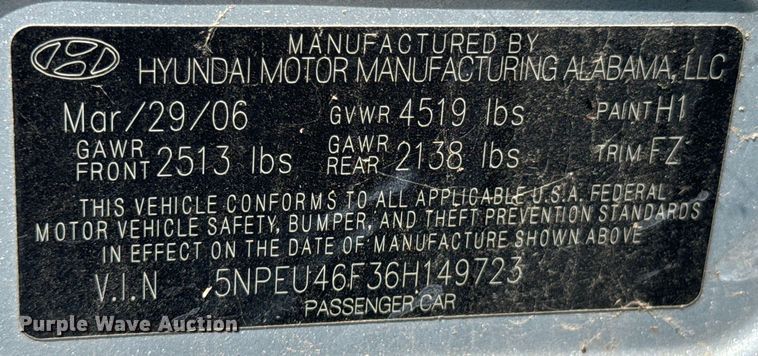 MANUFACTURED BY
HYUNDAI MOTOR MANUFACTURING ALABAMA, LLC
Mar/29/06 GVWR 4519 lbs PAINT H1
GAWR FRONT 2513 lbs GAWR REAR 2138 lbs TRIM FZ
THIS VEHICLE CONFORMS TO ALL APPLICABLE U.S.A. FEDERAL
MOTOR VEHICLE SAFETY, BUMPER, AND THEFT PREVENTION STANDARDS
IN EFFECT ON THE DATE OF MANUFACTURE SHOWN ABOVE
V.I.N 5NPEU46F36H149723
PASSENGER CAR
Purple Wave Auction